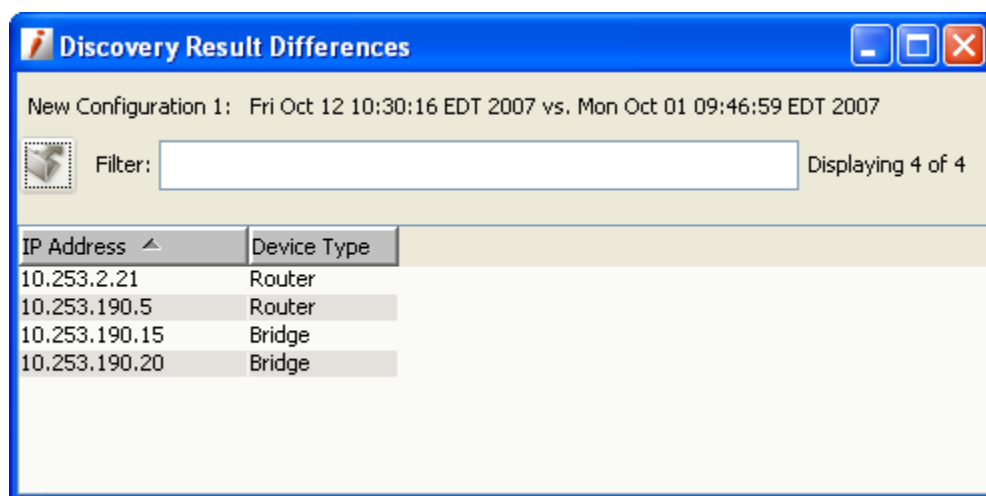 Discovery Result Differences
New Configuration 1: Fri Oct 12 10:30:16 EDT 2007 vs. Mon Oct 01 09:46:59 EDT 2007
Filter: Displaying 4 of 4
IP Address Device Type
10.253.2.21 Router
10.253.190.5 Router
10.253.190.15 Bridge
10.253.190.20 Bridge